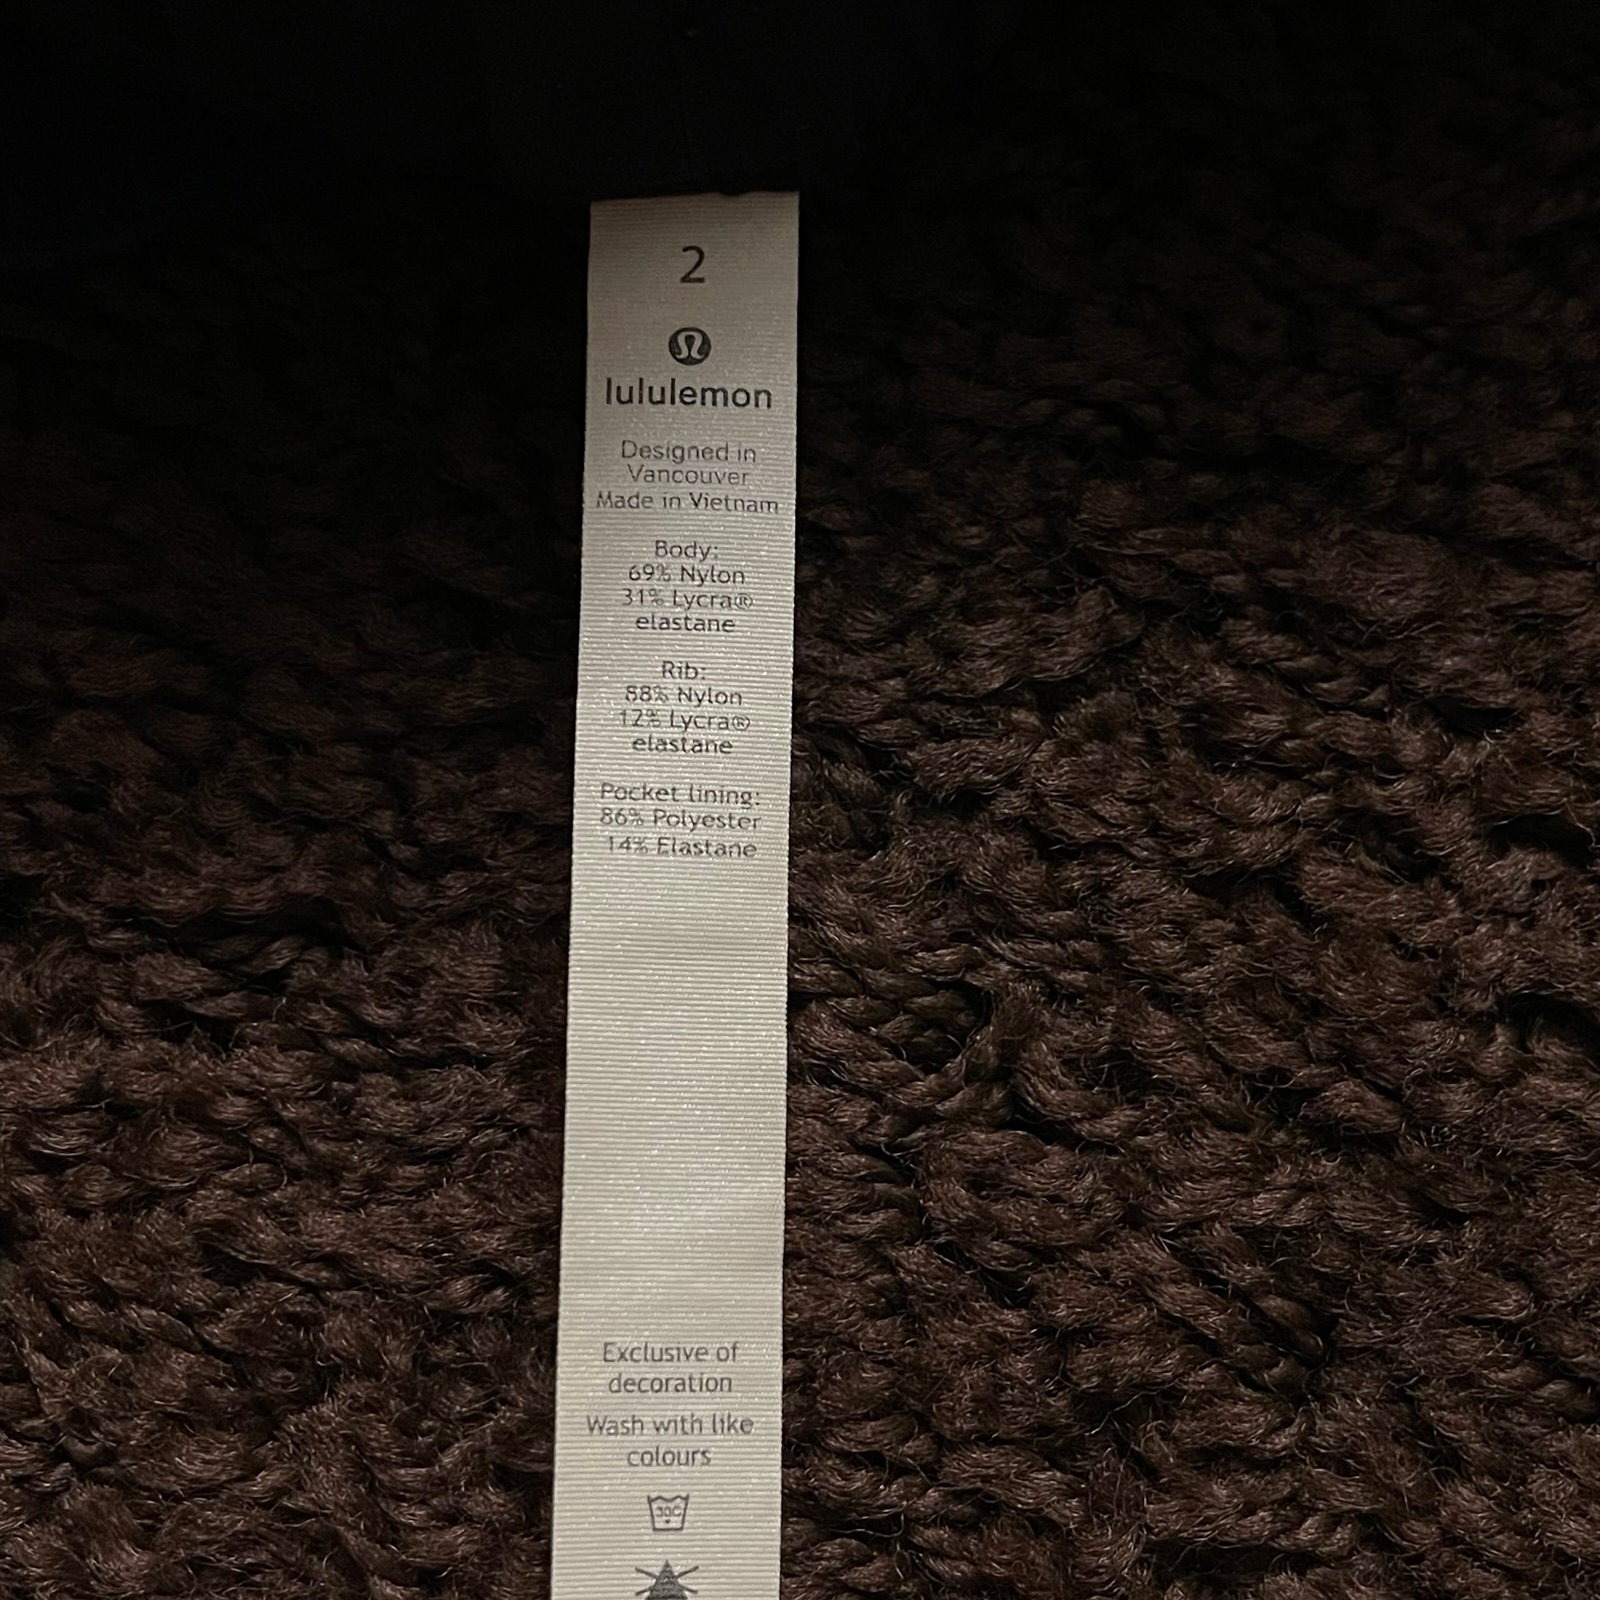 2
lululemon
Designed in
Vancouver
Made in Vietnam
Body:
69% Nylon
31% Lycra®
elastane
Rib:
88% Nylon
12% Lycra®
elastane
Pocket lining:
86% Polyester
14% Elastane
Exclusive of
decoration
Wash with like
colours
30C